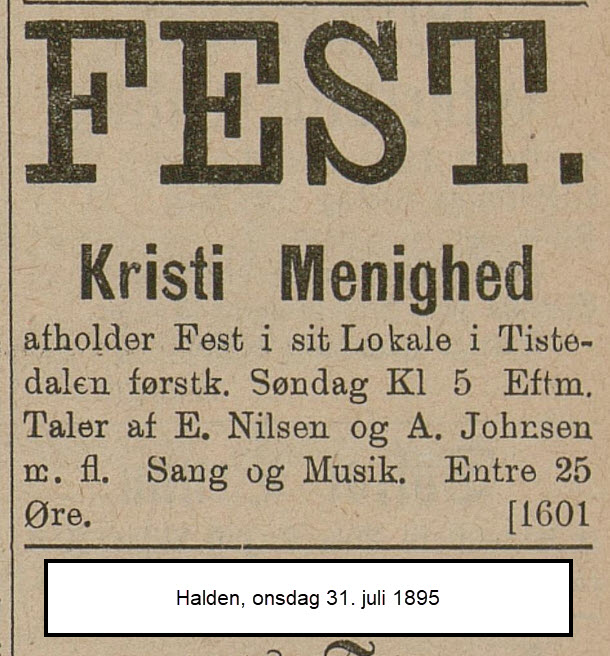 FEST.
Kristi Menighed
afholder Fest i sit Lokale i Tiste-
dalen førstk. Søndag Kl 5 Eftm.
Taler af E. Nilsen og A. Johnsen
m. fl. Sang og Musik. Entre 25
Øre. [1601
Halden, onsdag 31. juli 1895